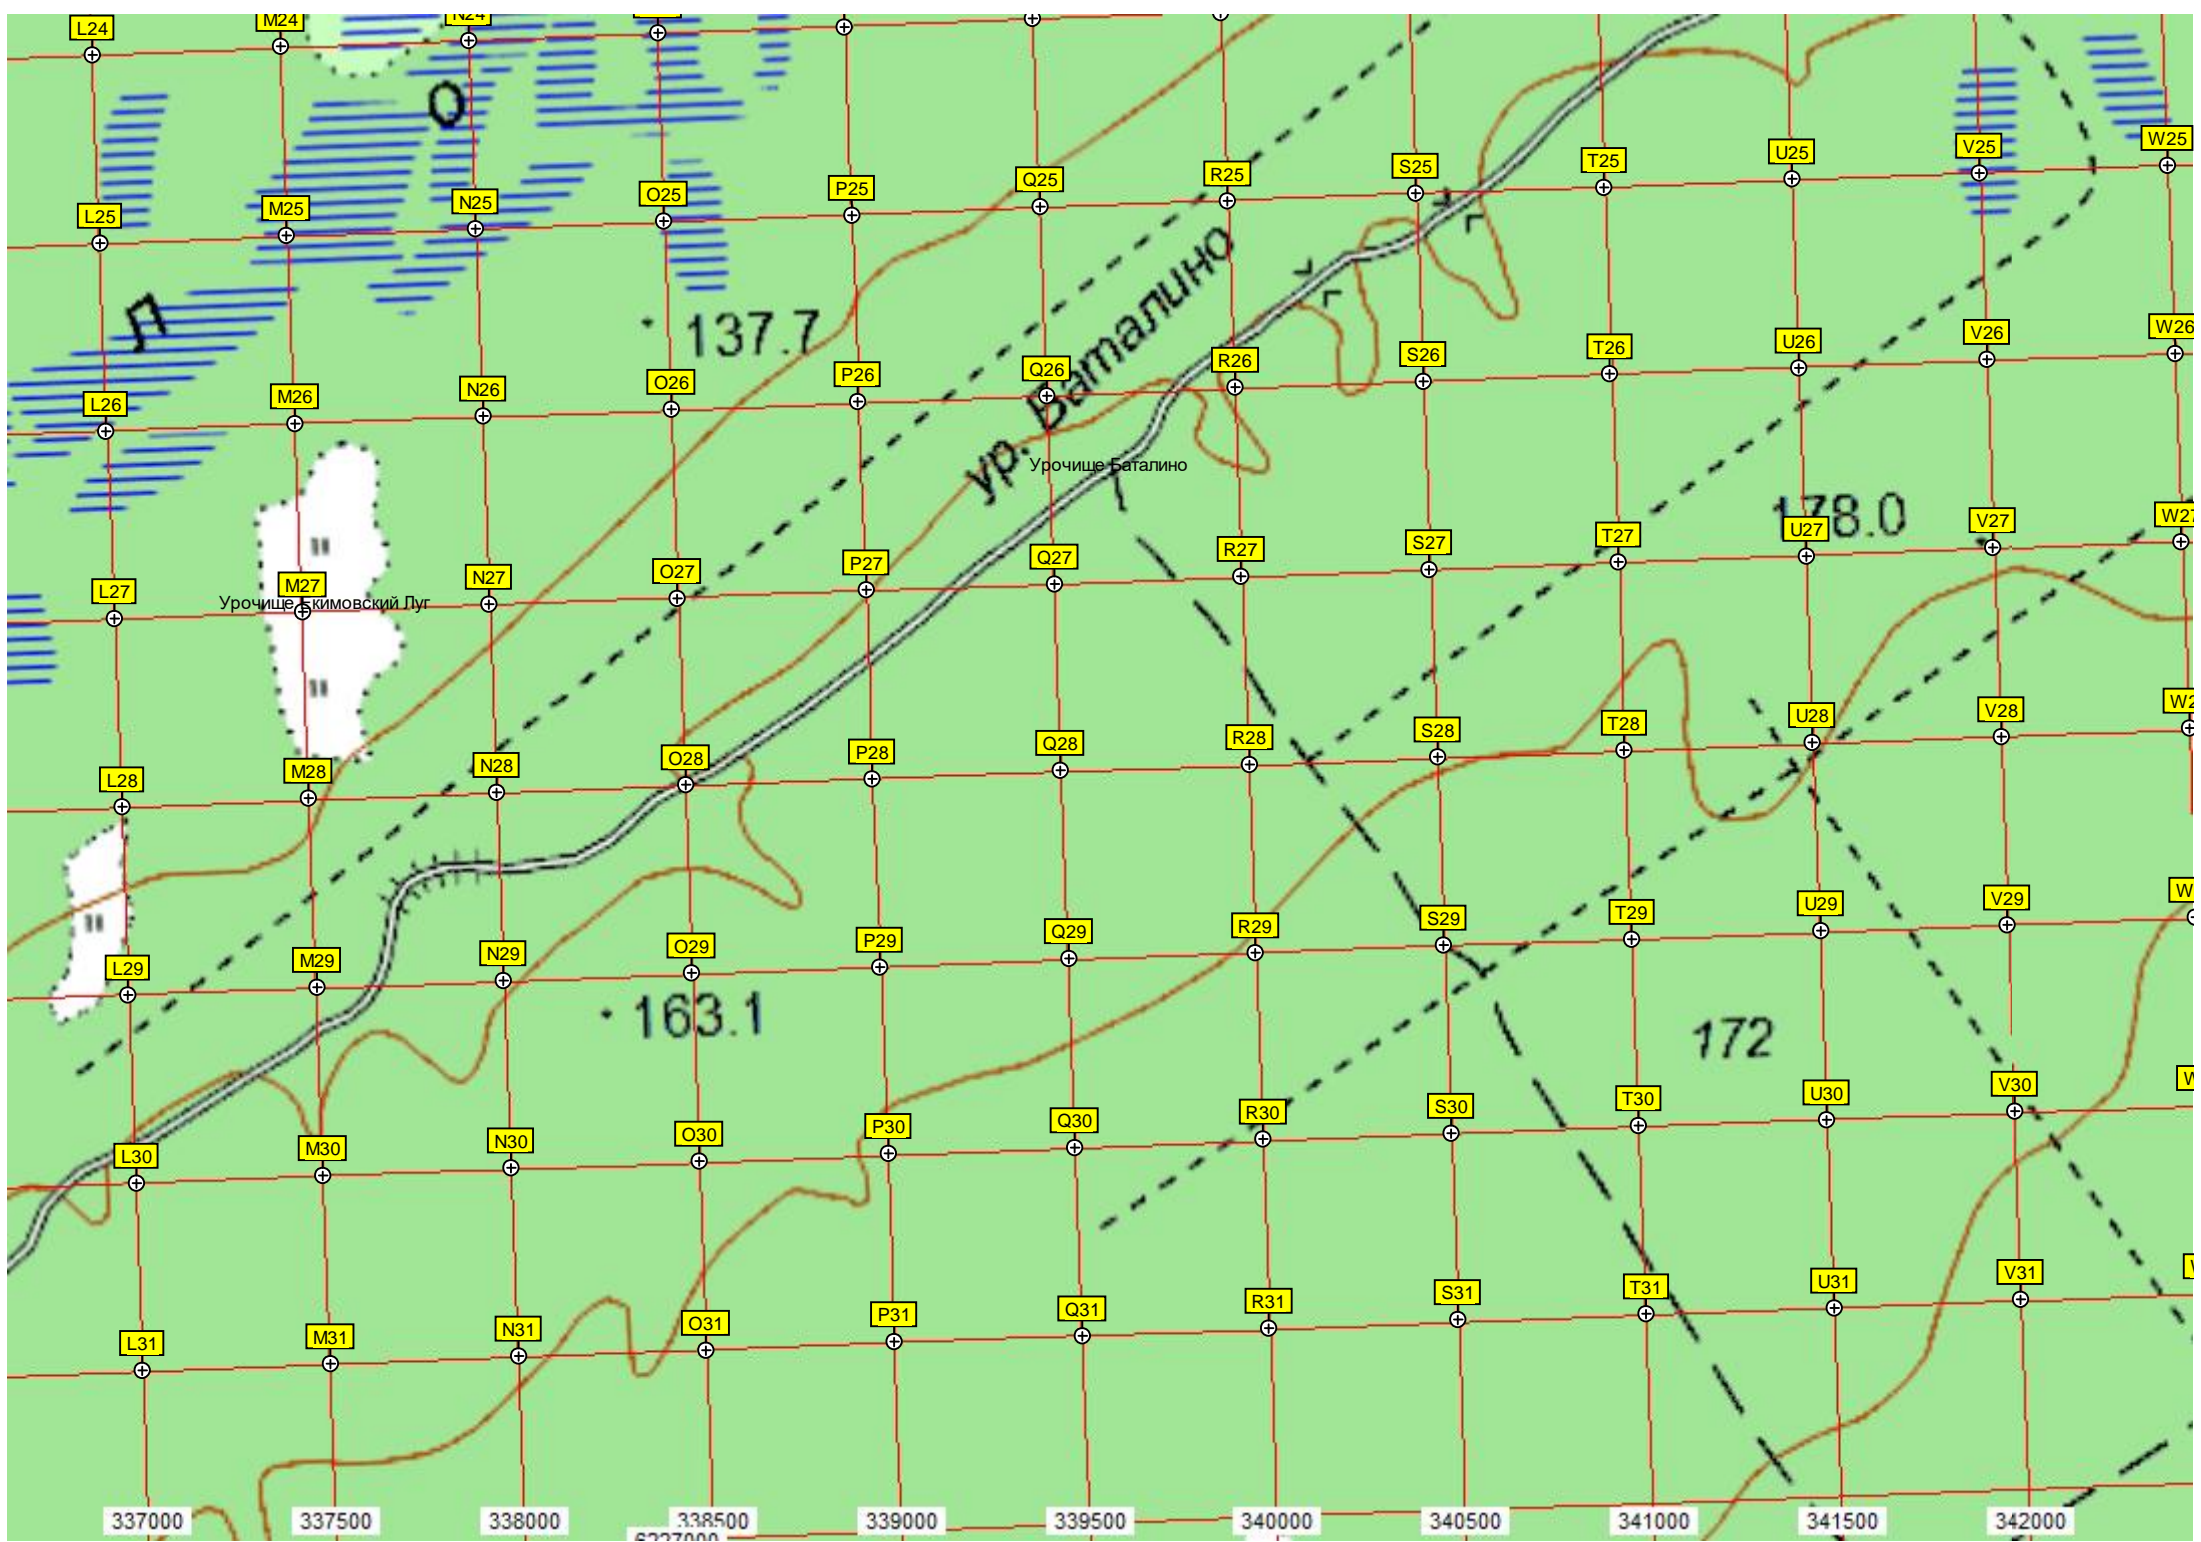 L24 M24 N24
О
L25 M25 N25 O25 P25 Q25 R25 S25 T25 U25 V25 W25
П
137.7
ур. Баталино
L26 M26 N26 O26 P26 Q26 R26 S26 T26 U26 V26 W26
Урочище Баталино
178.0
L27 M27 N27 O27 P27 Q27 R27 S27 T27 U27 V27 W27
Урочище Екимовский Луг
L28 M28 N28 O28 P28 Q28 R28 S28 T28 U28 V28
L29 M29 N29 O29 P29 Q29 R29 S29 T29 U29 V29
163.1
172
L30 M30 N30 O30 P30 Q30 R30 S30 T30 U30 V30
L31 M31 N31 O31 P31 Q31 R31 S31 T31 U31 V31
337000 337500 338000 338500 339000 339500 340000 340500 341000 341500 342000
6227000